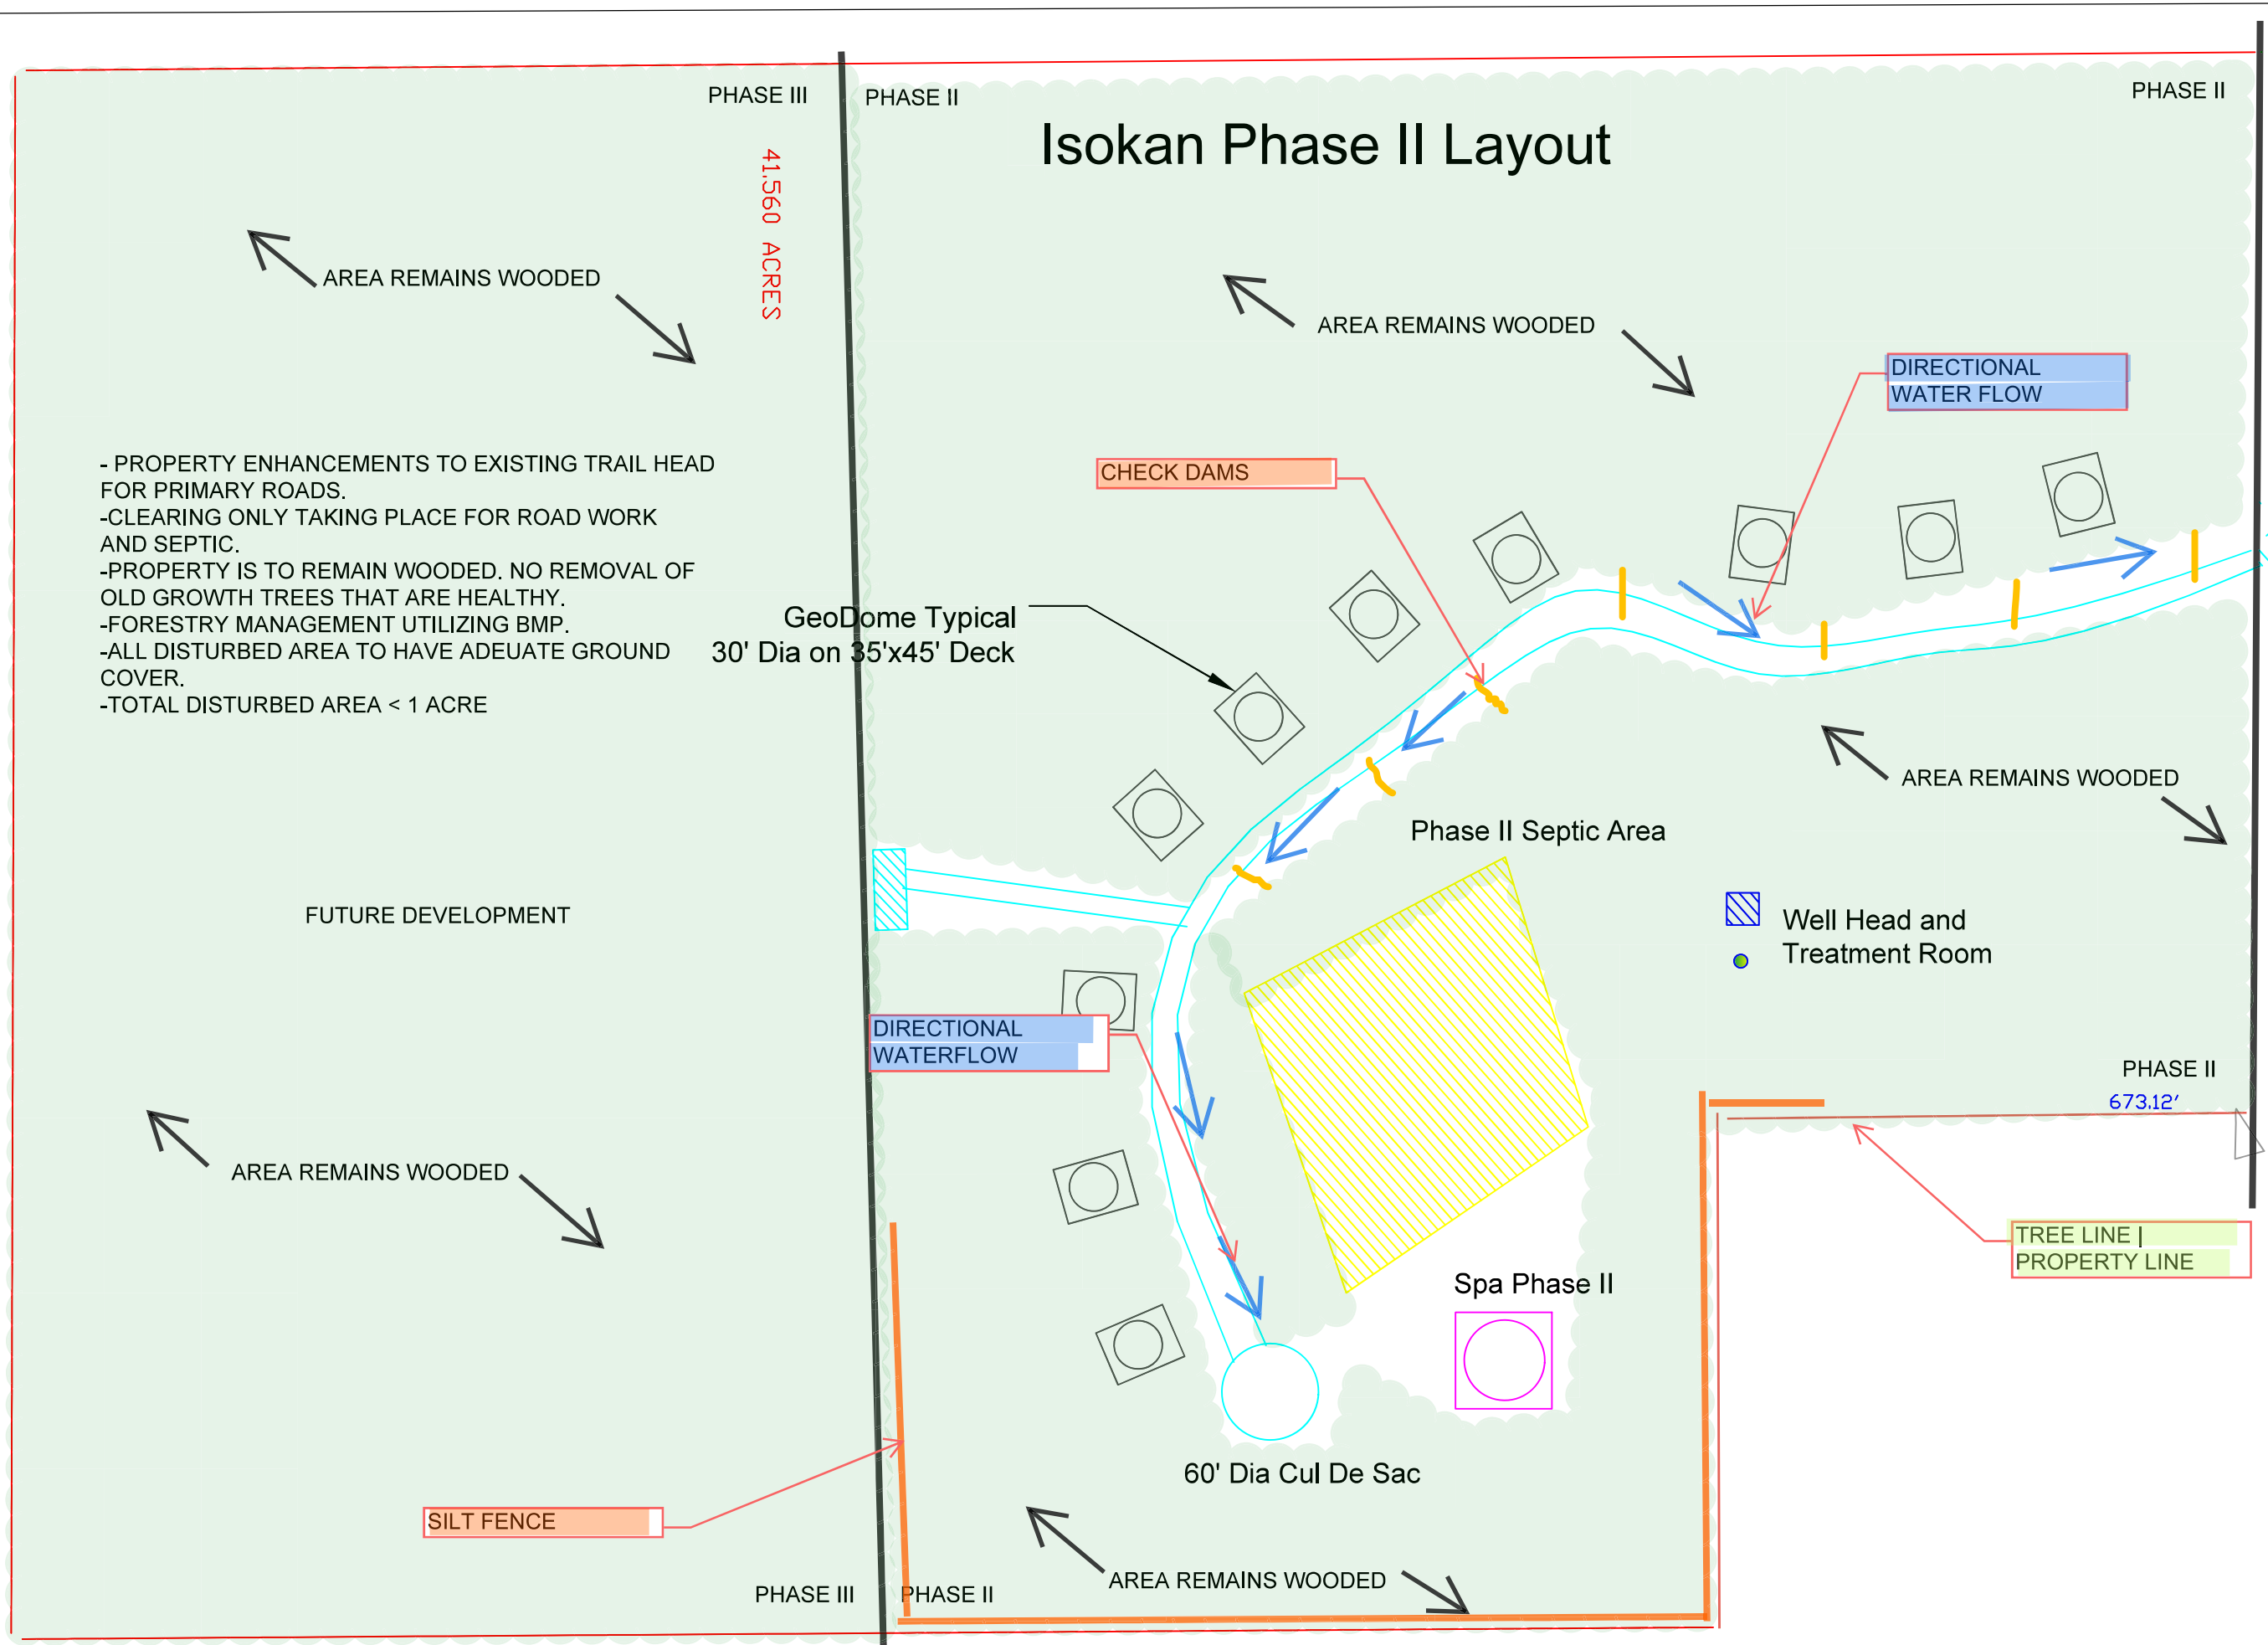 PHASE III
PHASE II
PHASE II
Isokan Phase II Layout
41.560 ACRES
AREA REMAINS WOODED
AREA REMAINS WOODED
DIRECTIONAL
WATER FLOW
CHECK DAMS
- PROPERTY ENHANCEMENTS TO EXISTING TRAIL HEAD
FOR PRIMARY ROADS.
-CLEARING ONLY TAKING PLACE FOR ROAD WORK
AND SEPTIC.
-PROPERTY IS TO REMAIN WOODED. NO REMOVAL OF
OLD GROWTH TREES THAT ARE HEALTHY.
-FORESTRY MANAGEMENT UTILIZING BMP.
-ALL DISTURBED AREA TO HAVE ADEUATE GROUND
COVER.
-TOTAL DISTURBED AREA < 1 ACRE
GeoDome Typical
30' Dia on 35'x45' Deck
AREA REMAINS WOODED
Phase II Septic Area
FUTURE DEVELOPMENT
Well Head and
Treatment Room
DIRECTIONAL
WATERFLOW
PHASE II
673.12'
AREA REMAINS WOODED
TREE LINE |
PROPERTY LINE
Spa Phase II
60' Dia Cul De Sac
SILT FENCE
AREA REMAINS WOODED
PHASE III
PHASE II